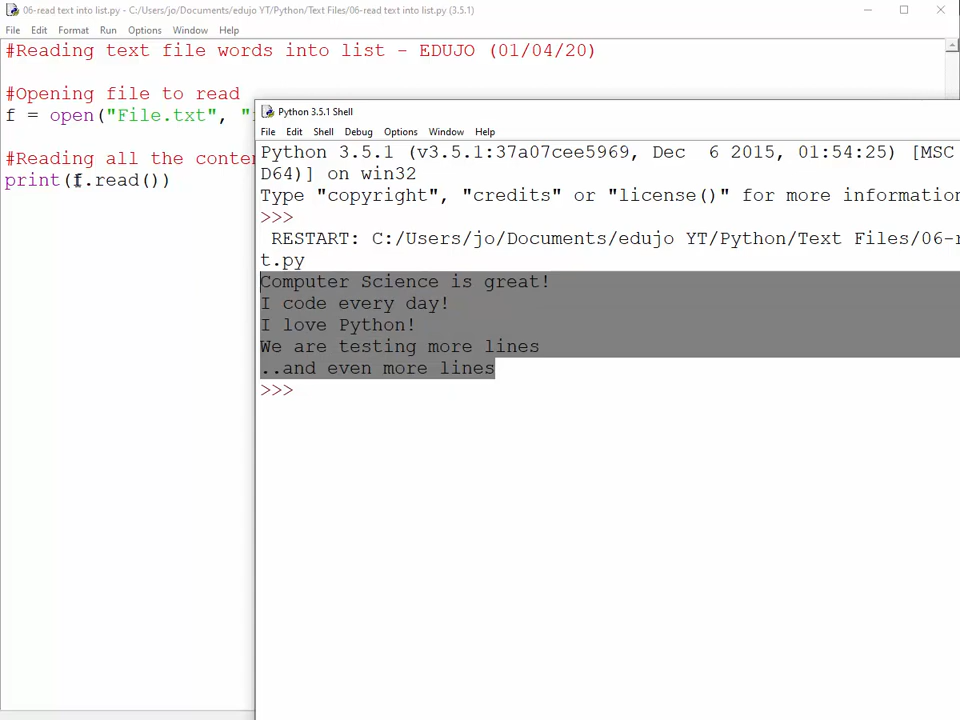 06-read text into list.py - C:/Users/jo/Documents/edujo YT/Python/Text Files/06-read text into list.py (3.5.1)
File Edit Format Run Options Window Help
#Reading text file words into list - EDUJO (01/04/20)
#Opening file to read
f = open("File.txt", "
#Reading all the conten
print(f.read())
Python 3.5.1 Shell
File Edit Shell Debug Options Window Help
Python 3.5.1 (v3.5.1:37a07cee5969, Dec  6 2015, 01:54:25) [MSC
D64)] on win32
Type "copyright", "credits" or "license()" for more information
>>>
RESTART: C:/Users/jo/Documents/edujo YT/Python/Text Files/06-r
t.py
Computer Science is great!
I code every day!
I love Python!
We are testing more lines
..and even more lines
>>>